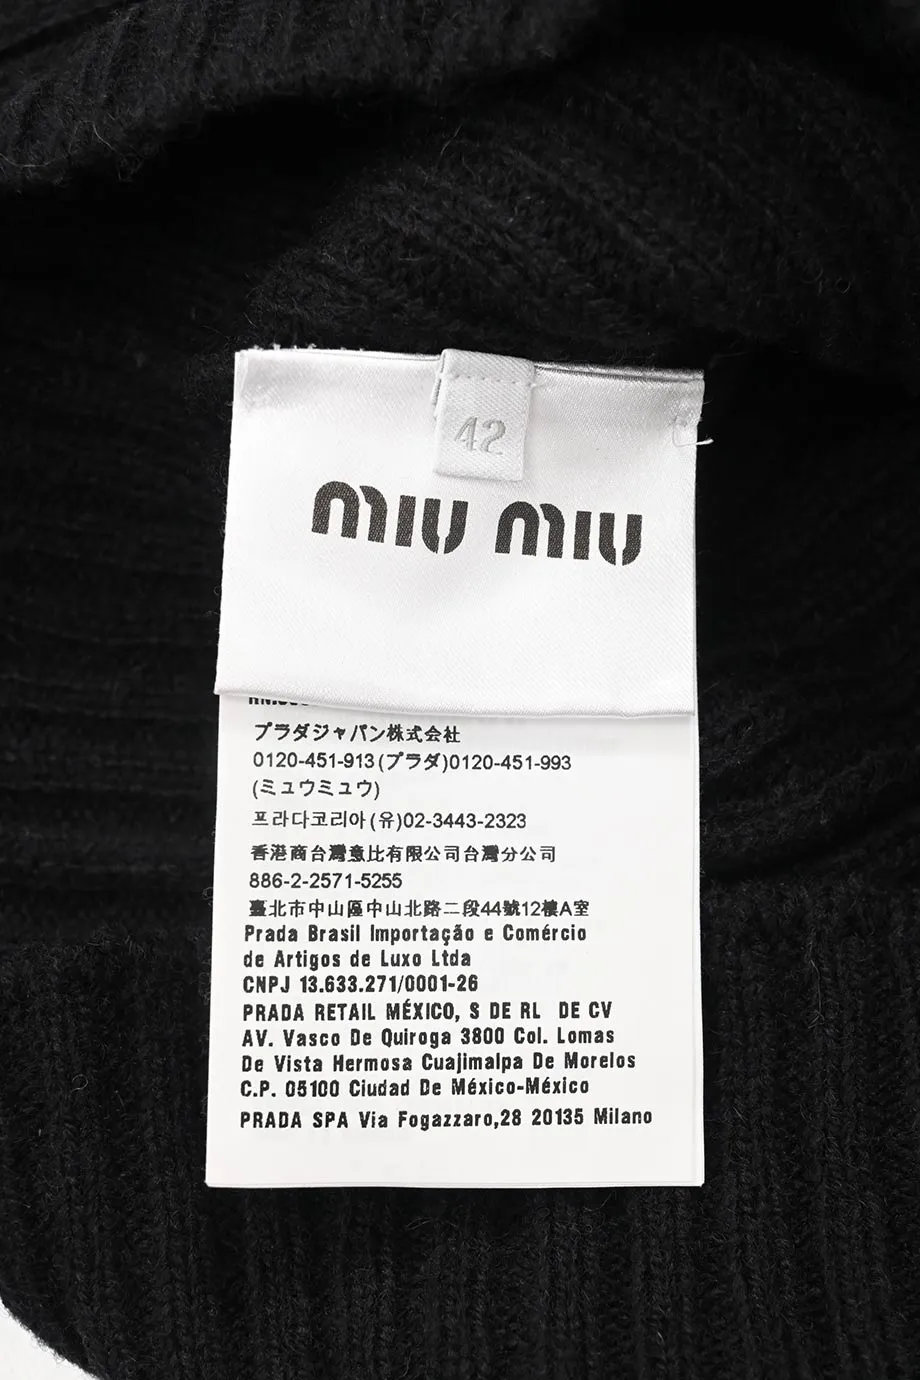 42
miu miu
プラダジャパン株式会社
0120-451-913(プラダ)0120-451-993
(ミュウミュウ)
프라다코리아(유)02-3443-2323
香港商台灣意比有限公司台灣分公司
886-2-2571-5255
臺北市中山區中山北路二段44號12樓A室
Prada Brasil Importação e Comércio
de Artigos de Luxo Ltda
CNPJ 13.633.271/0001-26
PRADA RETAIL MÉXICO, S DE RL DE CV
AV. Vasco De Quiroga 3800 Col. Lomas
De Vista Hermosa Cuajimalpa De Morelos
C.P. 05100 Ciudad De México-México
PRADA SPA Via Fogazzaro,28 20135 Milano